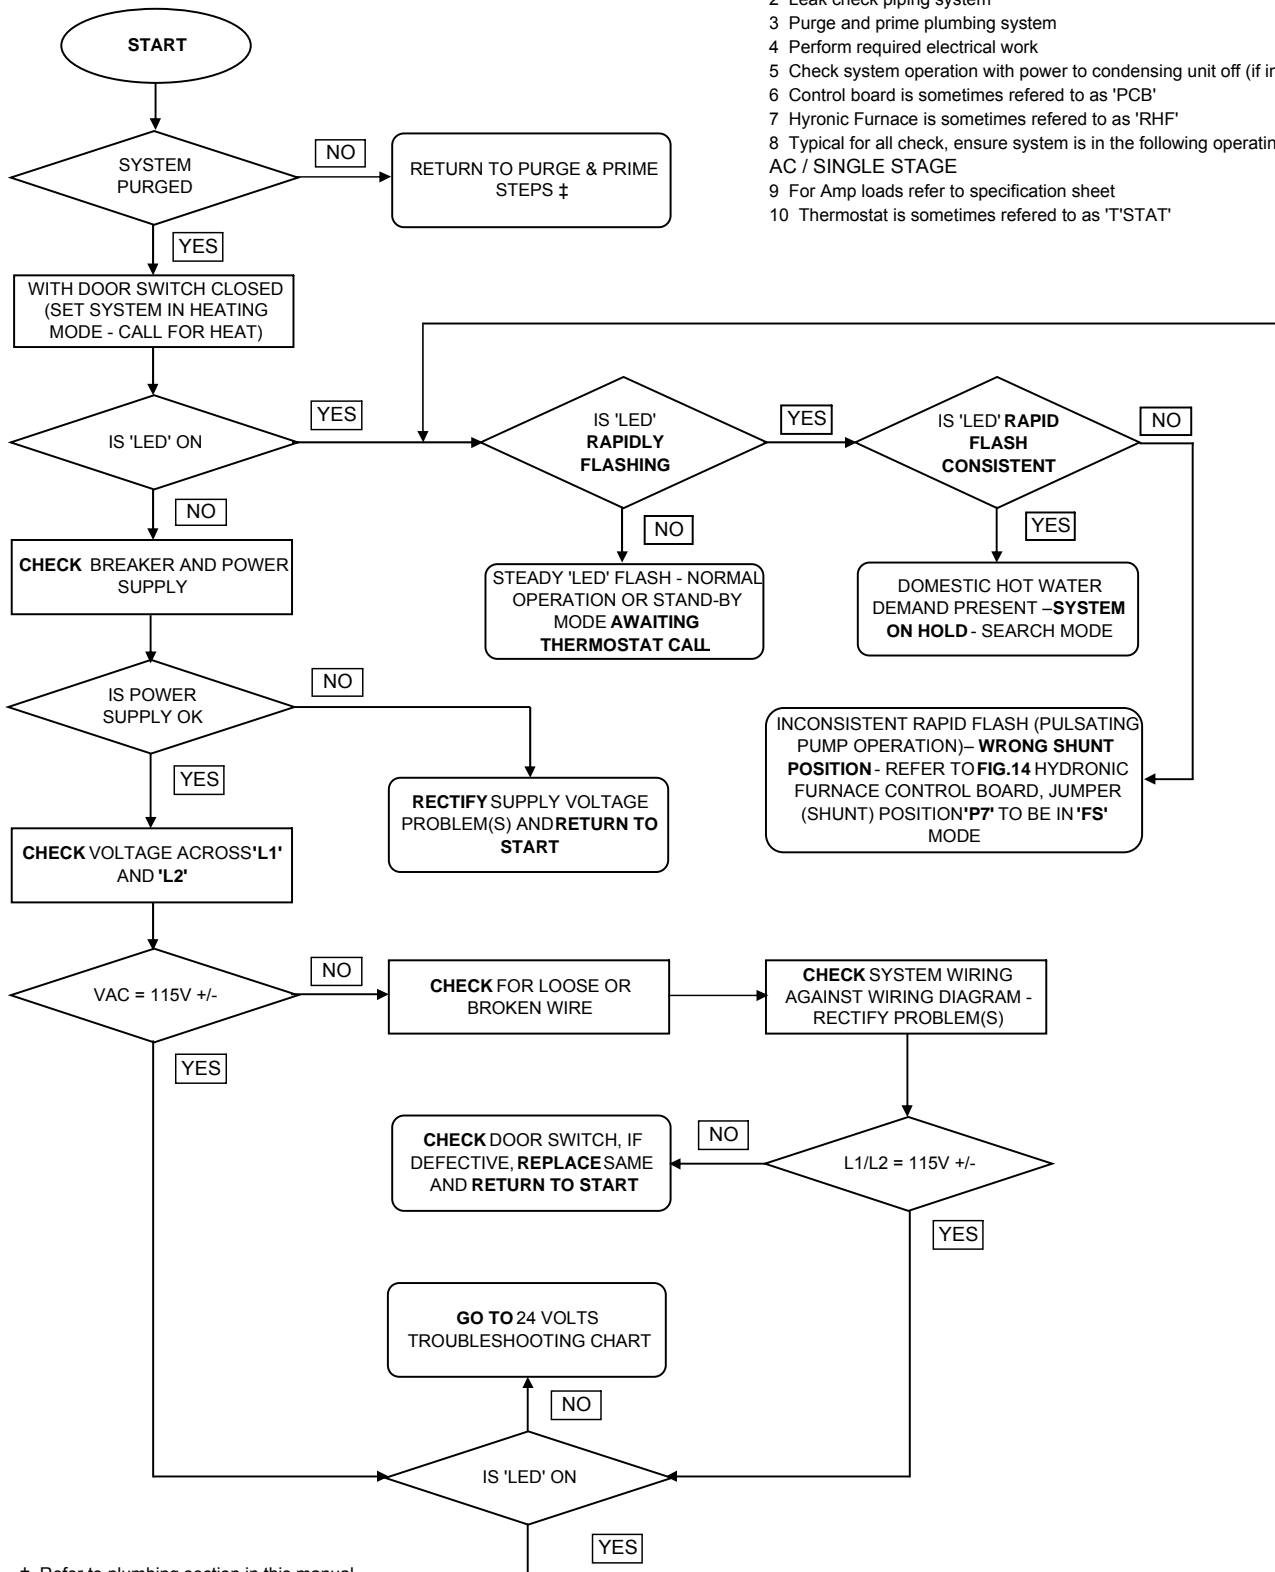 2 Leak check piping system
3 Purge and prime plumbing system
4 Perform required electrical work
5 Check system operation with power to condensing unit off (if in
6 Control board is sometimes refered to as 'PCB'
7 Hyronic Furnace is sometimes refered to as 'RHF'
8 Typical for all check, ensure system is in the following operatin
AC / SINGLE STAGE
9 For Amp loads refer to specification sheet
10 Thermostat is sometimes refered to as 'T'STAT'
START
SYSTEM
PURGED
NO
RETURN TO PURGE & PRIME
STEPS ‡
YES
WITH DOOR SWITCH CLOSED
(SET SYSTEM IN HEATING
MODE - CALL FOR HEAT)
IS 'LED' ON
YES
IS 'LED'
RAPIDLY
FLASHING
YES
IS 'LED' RAPID
FLASH
CONSISTENT
NO
NO
CHECK BREAKER AND POWER
SUPPLY
NO
STEADY 'LED' FLASH - NORMAL
OPERATION OR STAND-BY
MODE AWAITING
THERMOSTAT CALL
YES
DOMESTIC HOT WATER
DEMAND PRESENT –SYSTEM
ON HOLD - SEARCH MODE
IS POWER
SUPPLY OK
NO
RECTIFY SUPPLY VOLTAGE
PROBLEM(S) AND RETURN TO
START
INCONSISTENT RAPID FLASH (PULSATING
PUMP OPERATION)– WRONG SHUNT
POSITION - REFER TO FIG.14 HYDRONIC
FURNACE CONTROL BOARD, JUMPER
(SHUNT) POSITION 'P7' TO BE IN 'FS'
MODE
YES
CHECK VOLTAGE ACROSS 'L1'
AND 'L2'
VAC = 115V +/-
NO
CHECK FOR LOOSE OR
BROKEN WIRE
CHECK SYSTEM WIRING
AGAINST WIRING DIAGRAM -
RECTIFY PROBLEM(S)
YES
L1/L2 = 115V +/-
NO
CHECK DOOR SWITCH, IF
DEFECTIVE, REPLACE SAME
AND RETURN TO START
YES
GO TO 24 VOLTS
TROUBLESHOOTING CHART
NO
IS 'LED' ON
YES
‡ Refer to plumbing section in this manual